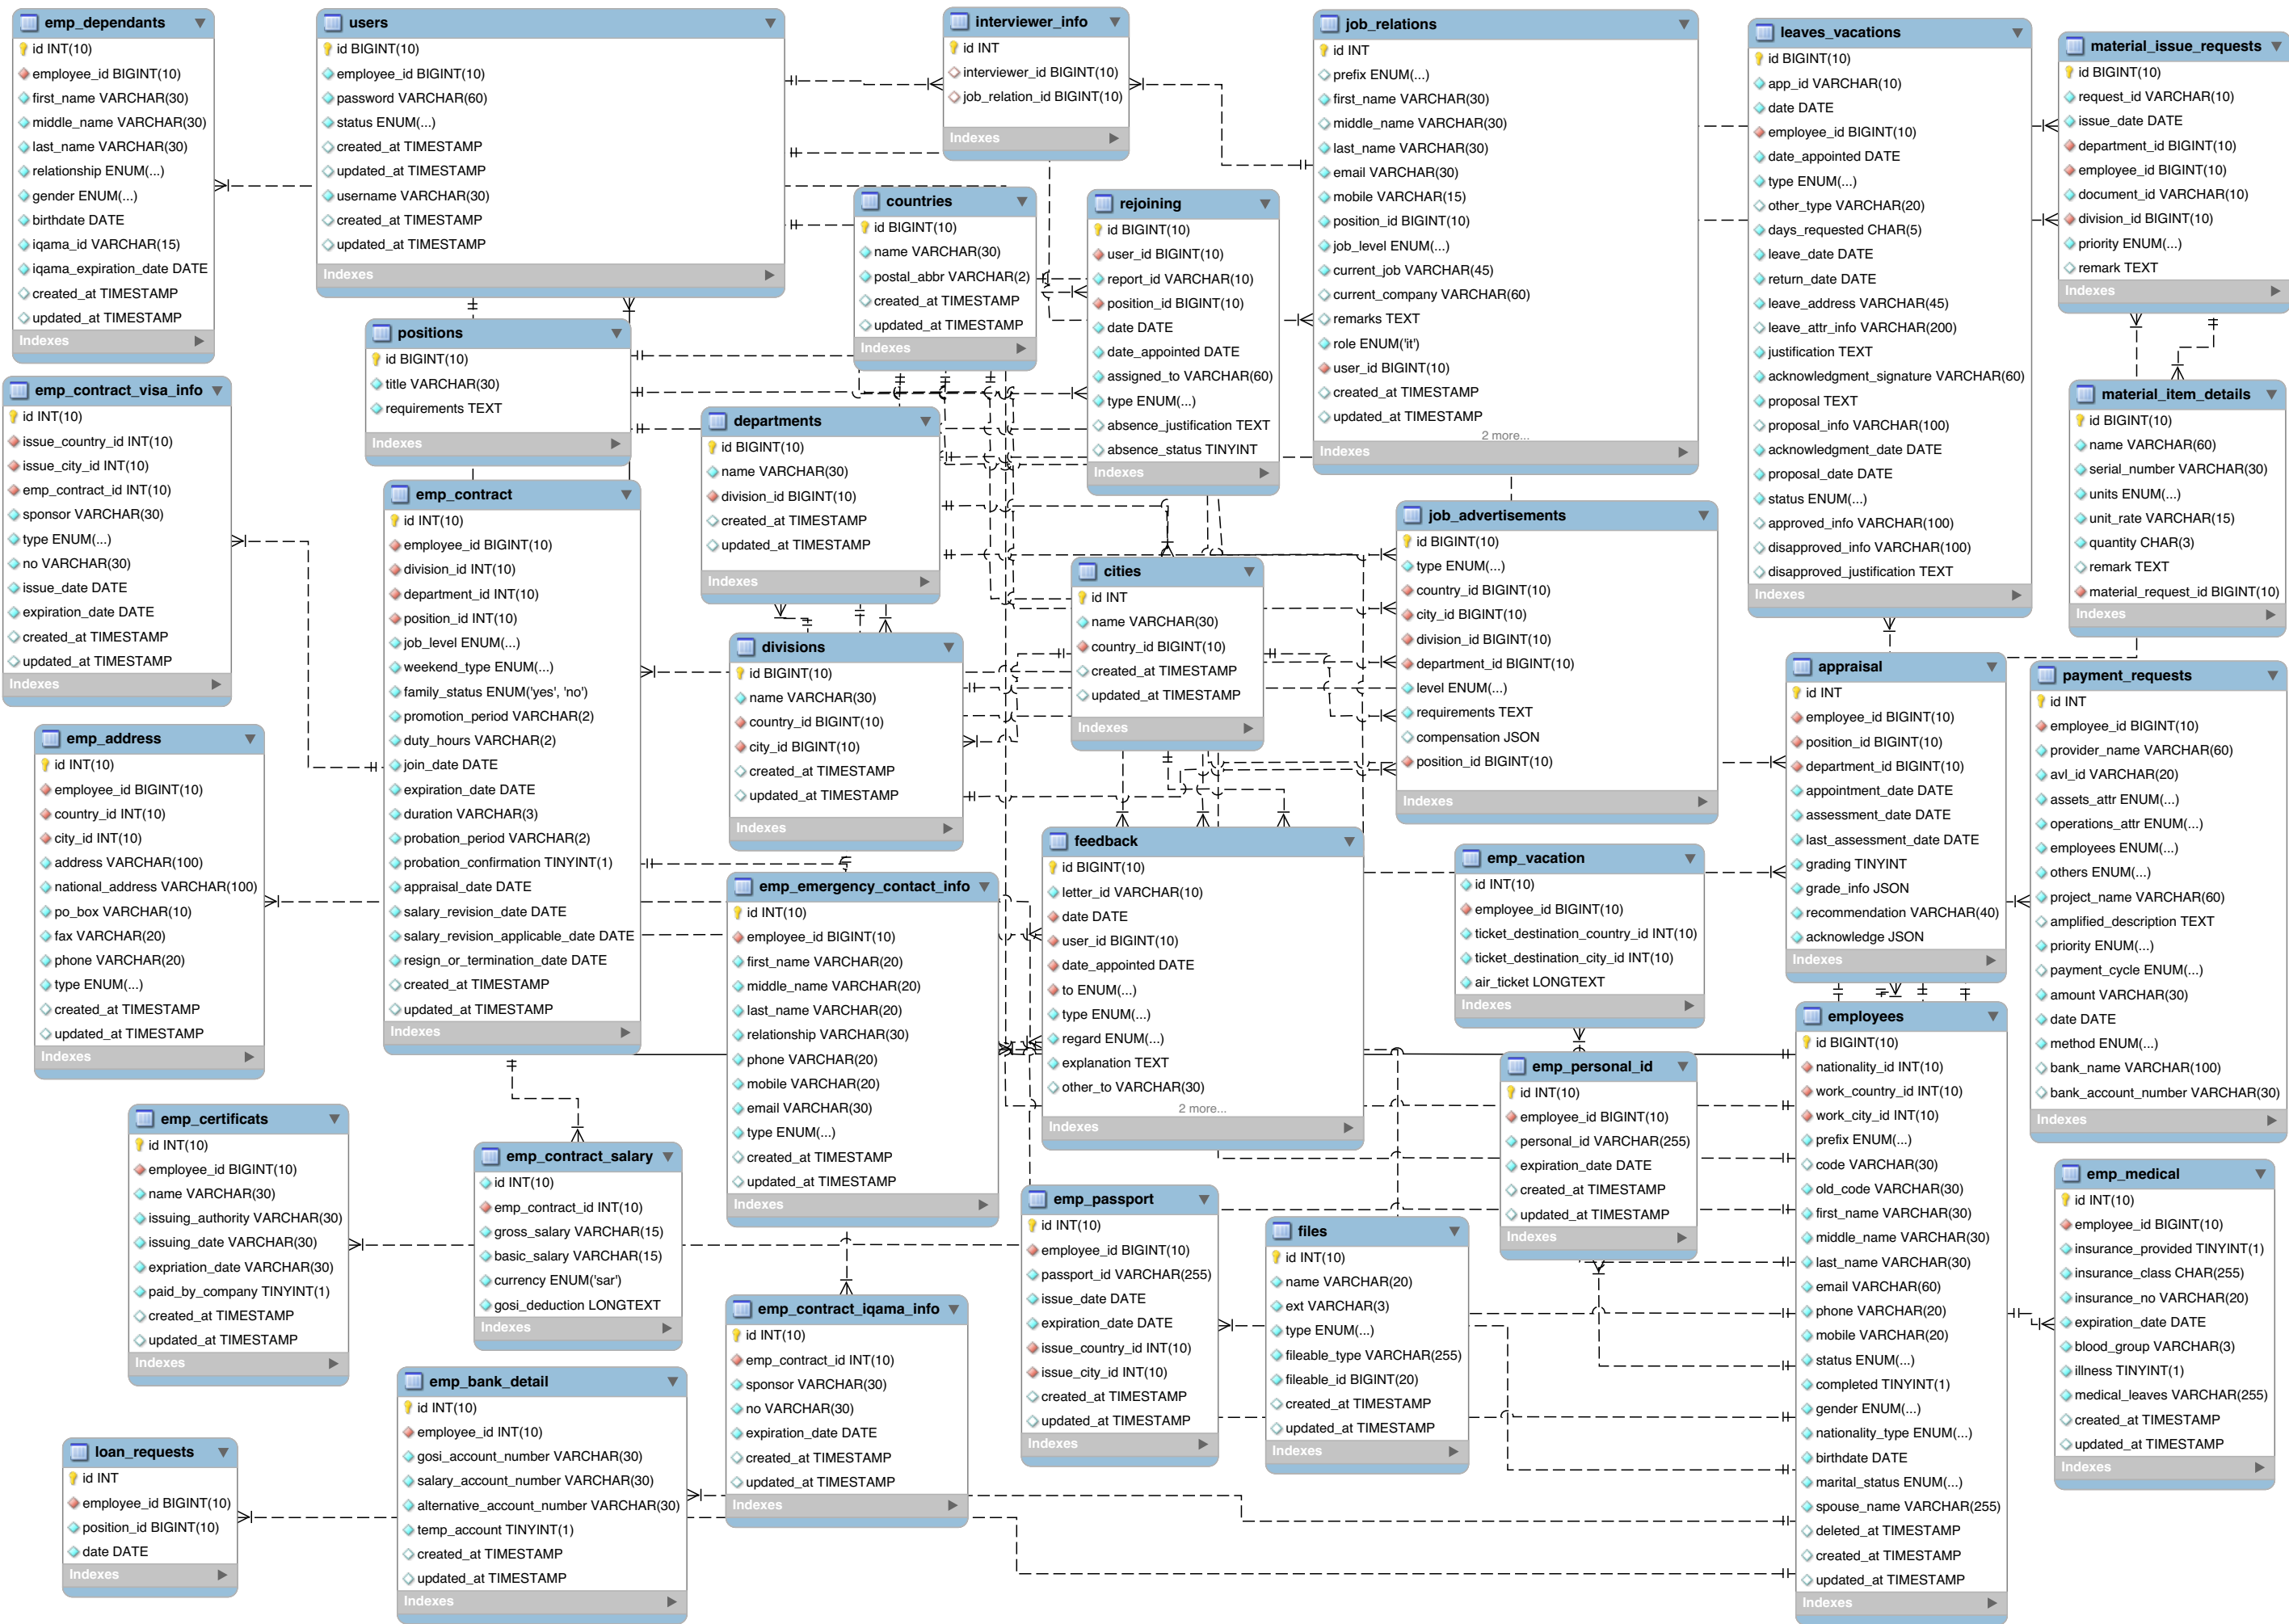 emp_dependants
id INT(10)
employee_id BIGINT(10)
first_name VARCHAR(30)
middle_name VARCHAR(30)
last_name VARCHAR(30)
relationship ENUM(...)
gender ENUM(...)
birthdate DATE
iqama_id VARCHAR(15)
iqama_expiration_date DATE
created_at TIMESTAMP
updated_at TIMESTAMP
Indexes
users
id BIGINT(10)
employee_id BIGINT(10)
password VARCHAR(60)
status ENUM(...)
created_at TIMESTAMP
updated_at TIMESTAMP
username VARCHAR(30)
created_at TIMESTAMP
updated_at TIMESTAMP
Indexes
interviewer_info
id INT
interviewer_id BIGINT(10)
job_relation_id BIGINT(10)
Indexes
job_relations
id INT
prefix ENUM(...)
first_name VARCHAR(30)
middle_name VARCHAR(30)
last_name VARCHAR(30)
email VARCHAR(30)
mobile VARCHAR(15)
position_id BIGINT(10)
job_level ENUM(...)
current_job VARCHAR(45)
current_company VARCHAR(60)
remarks TEXT
role ENUM('it')
user_id BIGINT(10)
created_at TIMESTAMP
updated_at TIMESTAMP
2 more...
Indexes
leaves_vacations
id BIGINT(10)
app_id VARCHAR(10)
date DATE
employee_id BIGINT(10)
date_appointed DATE
type ENUM(...)
other_type VARCHAR(20)
days_requested CHAR(5)
leave_date DATE
return_date DATE
leave_address VARCHAR(45)
leave_attr_info VARCHAR(200)
justification TEXT
acknowledgment_signature VARCHAR(60)
proposal TEXT
proposal_info VARCHAR(100)
acknowledgment_date DATE
proposal_date DATE
status ENUM(...)
approved_info VARCHAR(100)
disapproved_info VARCHAR(100)
disapproved_justification TEXT
Indexes
material_issue_requests
id BIGINT(10)
request_id VARCHAR(10)
issue_date DATE
department_id BIGINT(10)
employee_id BIGINT(10)
document_id VARCHAR(10)
division_id BIGINT(10)
priority ENUM(...)
remark TEXT
Indexes
countries
id BIGINT(10)
name VARCHAR(30)
postal_abbr VARCHAR(2)
created_at TIMESTAMP
updated_at TIMESTAMP
Indexes
rejoining
id BIGINT(10)
user_id BIGINT(10)
report_id VARCHAR(10)
position_id BIGINT(10)
date DATE
date_appointed DATE
assigned_to VARCHAR(60)
type ENUM(...)
absence_justification TEXT
absence_status TINYINT
Indexes
positions
id BIGINT(10)
title VARCHAR(30)
requirements TEXT
Indexes
emp_contract_visa_info
id INT(10)
issue_country_id INT(10)
issue_city_id INT(10)
emp_contract_id INT(10)
sponsor VARCHAR(30)
type ENUM(...)
no VARCHAR(30)
issue_date DATE
expiration_date DATE
created_at TIMESTAMP
updated_at TIMESTAMP
Indexes
departments
id BIGINT(10)
name VARCHAR(30)
division_id BIGINT(10)
created_at TIMESTAMP
updated_at TIMESTAMP
Indexes
material_item_details
id BIGINT(10)
name VARCHAR(60)
serial_number VARCHAR(30)
units ENUM(...)
unit_rate VARCHAR(15)
quantity CHAR(3)
remark TEXT
material_request_id BIGINT(10)
Indexes
emp_contract
id INT(10)
employee_id BIGINT(10)
division_id INT(10)
department_id INT(10)
position_id INT(10)
job_level ENUM(...)
weekend_type ENUM(...)
family_status ENUM('yes', 'no')
promotion_period VARCHAR(2)
duty_hours VARCHAR(2)
join_date DATE
expiration_date DATE
duration VARCHAR(3)
probation_period VARCHAR(2)
probation_confirmation TINYINT(1)
appraisal_date DATE
salary_revision_date DATE
salary_revision_applicable_date DATE
resign_or_termination_date DATE
created_at TIMESTAMP
updated_at TIMESTAMP
Indexes
job_advertisements
id BIGINT(10)
type ENUM(...)
country_id BIGINT(10)
city_id BIGINT(10)
division_id BIGINT(10)
department_id BIGINT(10)
level ENUM(...)
requirements TEXT
compensation JSON
position_id BIGINT(10)
Indexes
cities
id INT
name VARCHAR(30)
country_id BIGINT(10)
created_at TIMESTAMP
updated_at TIMESTAMP
Indexes
divisions
id BIGINT(10)
name VARCHAR(30)
country_id BIGINT(10)
city_id BIGINT(10)
created_at TIMESTAMP
updated_at TIMESTAMP
Indexes
appraisal
id INT
employee_id BIGINT(10)
position_id BIGINT(10)
department_id BIGINT(10)
appointment_date DATE
assessment_date DATE
last_assessment_date DATE
grading TINYINT
grade_info JSON
recommendation VARCHAR(40)
acknowledge JSON
Indexes
payment_requests
id INT
employee_id BIGINT(10)
provider_name VARCHAR(60)
avl_id VARCHAR(20)
assets_attr ENUM(...)
operations_attr ENUM(...)
employees ENUM(...)
others ENUM(...)
project_name VARCHAR(60)
amplified_description TEXT
priority ENUM(...)
payment_cycle ENUM(...)
amount VARCHAR(30)
date DATE
method ENUM(...)
bank_name VARCHAR(100)
bank_account_number VARCHAR(30)
Indexes
emp_address
id INT(10)
employee_id BIGINT(10)
country_id INT(10)
city_id INT(10)
address VARCHAR(100)
national_address VARCHAR(100)
po_box VARCHAR(10)
fax VARCHAR(20)
phone VARCHAR(20)
type ENUM(...)
created_at TIMESTAMP
updated_at TIMESTAMP
Indexes
feedback
id BIGINT(10)
letter_id VARCHAR(10)
date DATE
user_id BIGINT(10)
date_appointed DATE
to ENUM(...)
type ENUM(...)
regard ENUM(...)
explanation TEXT
other_to VARCHAR(30)
2 more...
Indexes
emp_vacation
id INT(10)
employee_id BIGINT(10)
ticket_destination_country_id INT(10)
ticket_destination_city_id INT(10)
air_ticket LONGTEXT
Indexes
emp_emergency_contact_info
id INT(10)
employee_id BIGINT(10)
first_name VARCHAR(20)
middle_name VARCHAR(20)
last_name VARCHAR(20)
relationship VARCHAR(30)
phone VARCHAR(20)
mobile VARCHAR(20)
email VARCHAR(30)
type ENUM(...)
created_at TIMESTAMP
updated_at TIMESTAMP
Indexes
employees
id BIGINT(10)
nationality_id INT(10)
work_country_id INT(10)
work_city_id INT(10)
prefix ENUM(...)
code VARCHAR(30)
old_code VARCHAR(30)
first_name VARCHAR(30)
middle_name VARCHAR(30)
last_name VARCHAR(30)
email VARCHAR(60)
phone VARCHAR(20)
mobile VARCHAR(20)
status ENUM(...)
completed TINYINT(1)
gender ENUM(...)
nationality_type ENUM(...)
birthdate DATE
marital_status ENUM(...)
spouse_name VARCHAR(255)
deleted_at TIMESTAMP
created_at TIMESTAMP
updated_at TIMESTAMP
Indexes
emp_personal_id
id INT(10)
employee_id BIGINT(10)
personal_id VARCHAR(255)
expiration_date DATE
created_at TIMESTAMP
updated_at TIMESTAMP
Indexes
emp_certificats
id INT(10)
employee_id BIGINT(10)
name VARCHAR(30)
issuing_authority VARCHAR(30)
issuing_date VARCHAR(30)
expriation_date VARCHAR(30)
paid_by_company TINYINT(1)
created_at TIMESTAMP
updated_at TIMESTAMP
Indexes
emp_contract_salary
id INT(10)
emp_contract_id INT(10)
gross_salary VARCHAR(15)
basic_salary VARCHAR(15)
currency ENUM('sar')
gosi_deduction LONGTEXT
Indexes
emp_medical
id INT(10)
employee_id BIGINT(10)
insurance_provided TINYINT(1)
insurance_class CHAR(255)
insurance_no VARCHAR(20)
expiration_date DATE
blood_group VARCHAR(3)
illness TINYINT(1)
medical_leaves VARCHAR(255)
created_at TIMESTAMP
updated_at TIMESTAMP
Indexes
emp_passport
id INT(10)
employee_id BIGINT(10)
passport_id VARCHAR(255)
issue_date DATE
expiration_date DATE
issue_country_id INT(10)
issue_city_id INT(10)
created_at TIMESTAMP
updated_at TIMESTAMP
Indexes
files
id INT(10)
name VARCHAR(20)
ext VARCHAR(3)
type ENUM(...)
fileable_type VARCHAR(255)
fileable_id BIGINT(20)
created_at TIMESTAMP
updated_at TIMESTAMP
Indexes
emp_contract_iqama_info
id INT(10)
emp_contract_id INT(10)
sponsor VARCHAR(30)
no VARCHAR(30)
expiration_date DATE
created_at TIMESTAMP
updated_at TIMESTAMP
Indexes
emp_bank_detail
id INT(10)
employee_id INT(10)
gosi_account_number VARCHAR(30)
salary_account_number VARCHAR(30)
alternative_account_number VARCHAR(30)
temp_account TINYINT(1)
created_at TIMESTAMP
updated_at TIMESTAMP
Indexes
loan_requests
id INT
employee_id BIGINT(10)
position_id BIGINT(10)
date DATE
Indexes